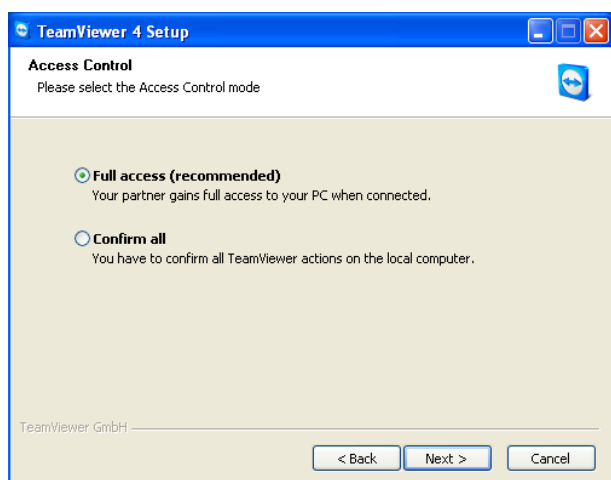 TeamViewer 4 Setup
Access Control
Please select the Access Control mode
Full access (recommended)
Your partner gains full access to your PC when connected.
Confirm all
You have to confirm all TeamViewer actions on the local computer.
TeamViewer GmbH
< Back Next > Cancel